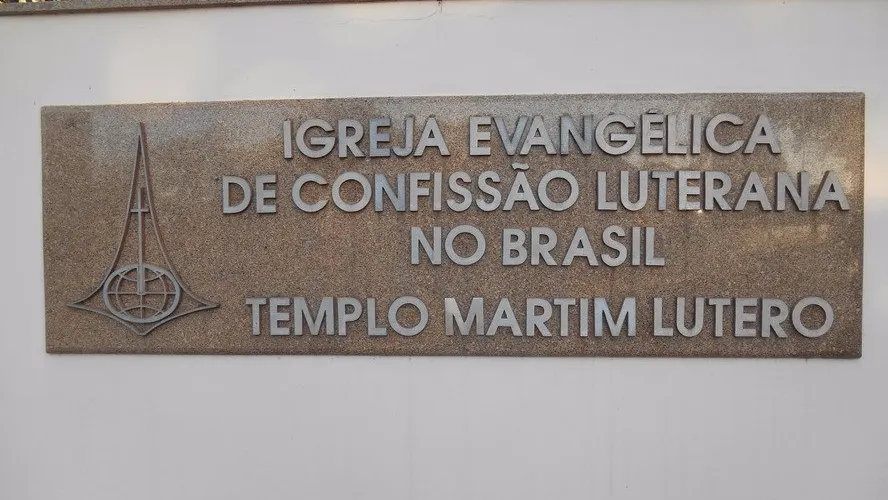 IGREJA EVANGÉLICA
DE CONFISSÃO LUTERANA
NO BRASIL
TEMPLO MARTIM LUTERO